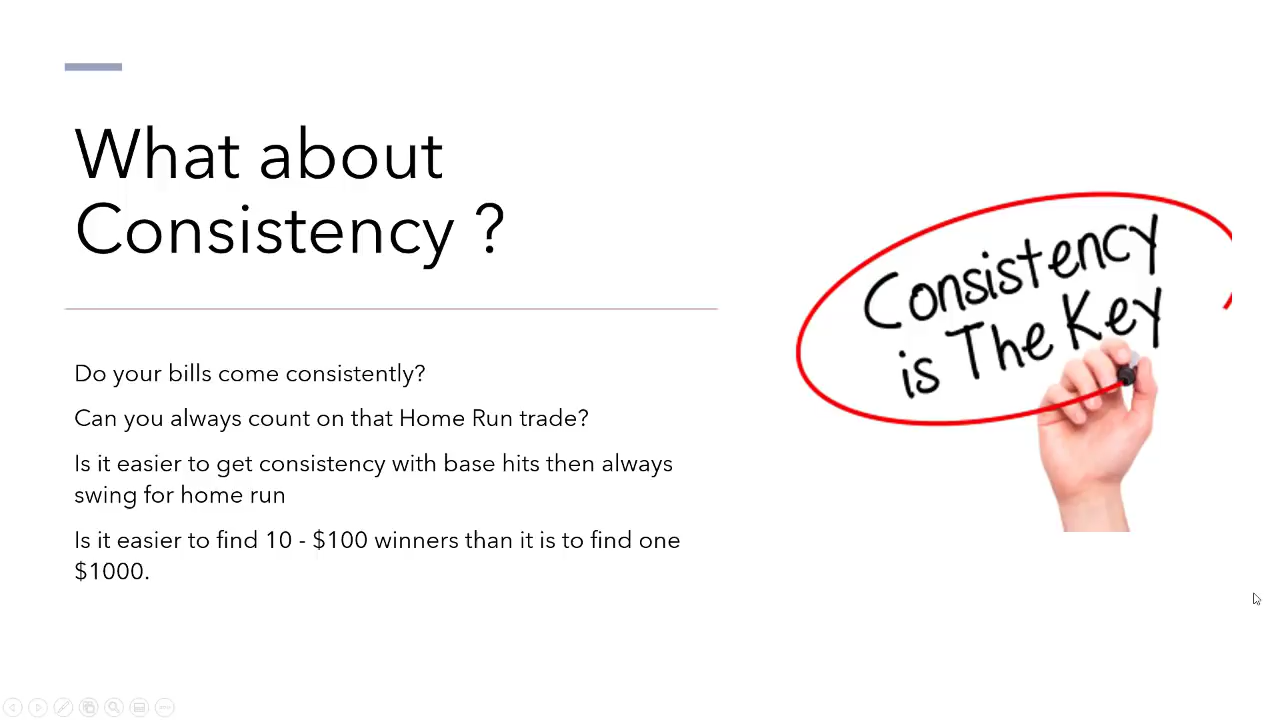 What about
Consistency ?
Do your bills come consistently?
Can you always count on that Home Run trade?
Is it easier to get consistency with base hits then always
swing for home run
Is it easier to find 10 - $100 winners than it is to find one
$1000.
Consistency
is The Key